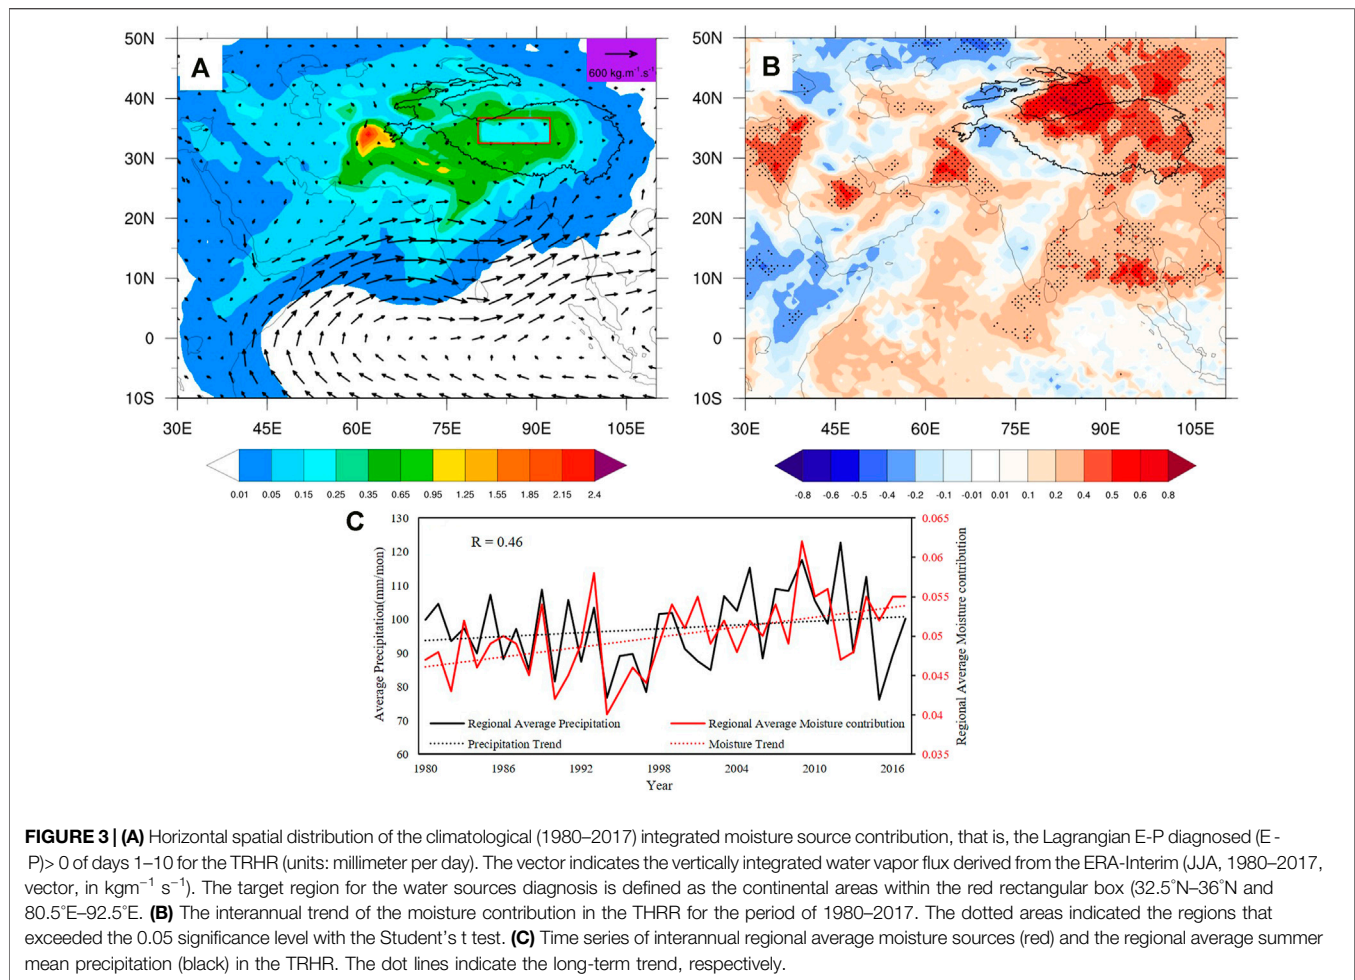 A
600 kg.m⁻¹.s⁻¹
50N
40N
30N
20N
10N
0
10S
30E 45E 60E 75E 90E 105E
0.01 0.05 0.15 0.25 0.35 0.65 0.95 1.25 1.55 1.85 2.15 2.4
B
50N
40N
30N
20N
10N
0
10S
30E 45E 60E 75E 90E 105E
-0.8 -0.6 -0.5 -0.4 -0.2 -0.1 -0.01 0.01 0.1 0.2 0.4 0.5 0.6 0.8
C
R = 0.46
Average Precipitation(mm/mon)
130
120
110
100
90
80
70
60
Regional Average Moisture contribution
0.065
0.06
0.055
0.05
0.045
0.04
0.035
Regional Average Precipitation
Regional Average Moisture contribution
Precipitation Trend
Moisture Trend
1980 1986 1992 1998 2004 2010 2016
Year
FIGURE 3 | (A) Horizontal spatial distribution of the climatological (1980–2017) integrated moisture source contribution, that is, the Lagrangian E-P diagnosed (E -
P)> 0 of days 1–10 for the TRHR (units: millimeter per day). The vector indicates the vertically integrated water vapor flux derived from the ERA-Interim (JJA, 1980–2017,
vector, in kgm⁻¹ s⁻¹). The target region for the water sources diagnosis is defined as the continental areas within the red rectangular box (32.5°N–36°N and
80.5°E–92.5°E. (B) The interannual trend of the moisture contribution in the THRR for the period of 1980–2017. The dotted areas indicated the regions that
exceeded the 0.05 significance level with the Student's t test. (C) Time series of interannual regional average moisture sources (red) and the regional average summer
mean precipitation (black) in the TRHR. The dot lines indicate the long-term trend, respectively.